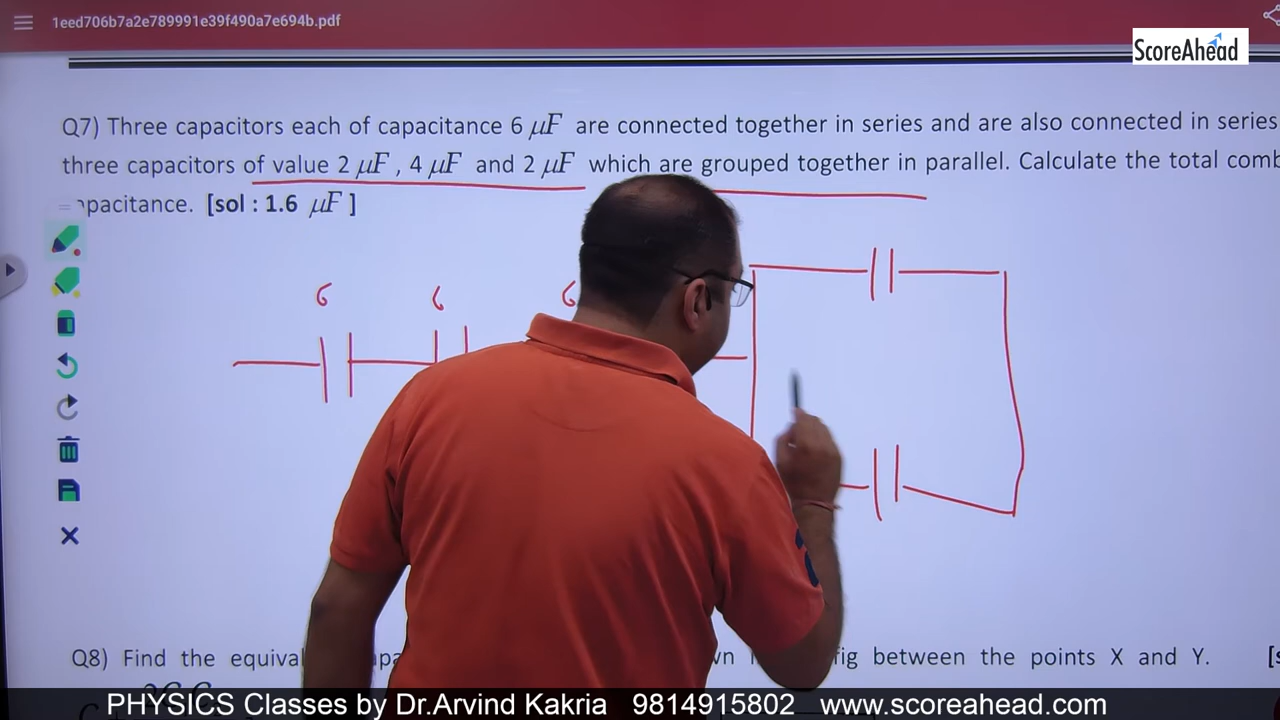 1eed706b7a2e789991e39f490a7e694b.pdf
ScoreAhead
Q7) Three capacitors each of capacitance 6 μF are connected together in series and are also connected in series
three capacitors of value 2 μF , 4 μF and 2 μF which are grouped together in parallel. Calculate the total comb
apacitance. [sol : 1.6 μF ]
6 6 6
Q8) Find the equiva fig between the points X and Y. [s
PHYSICS Classes by Dr.Arvind Kakria 9814915802 www.scoreahead.com